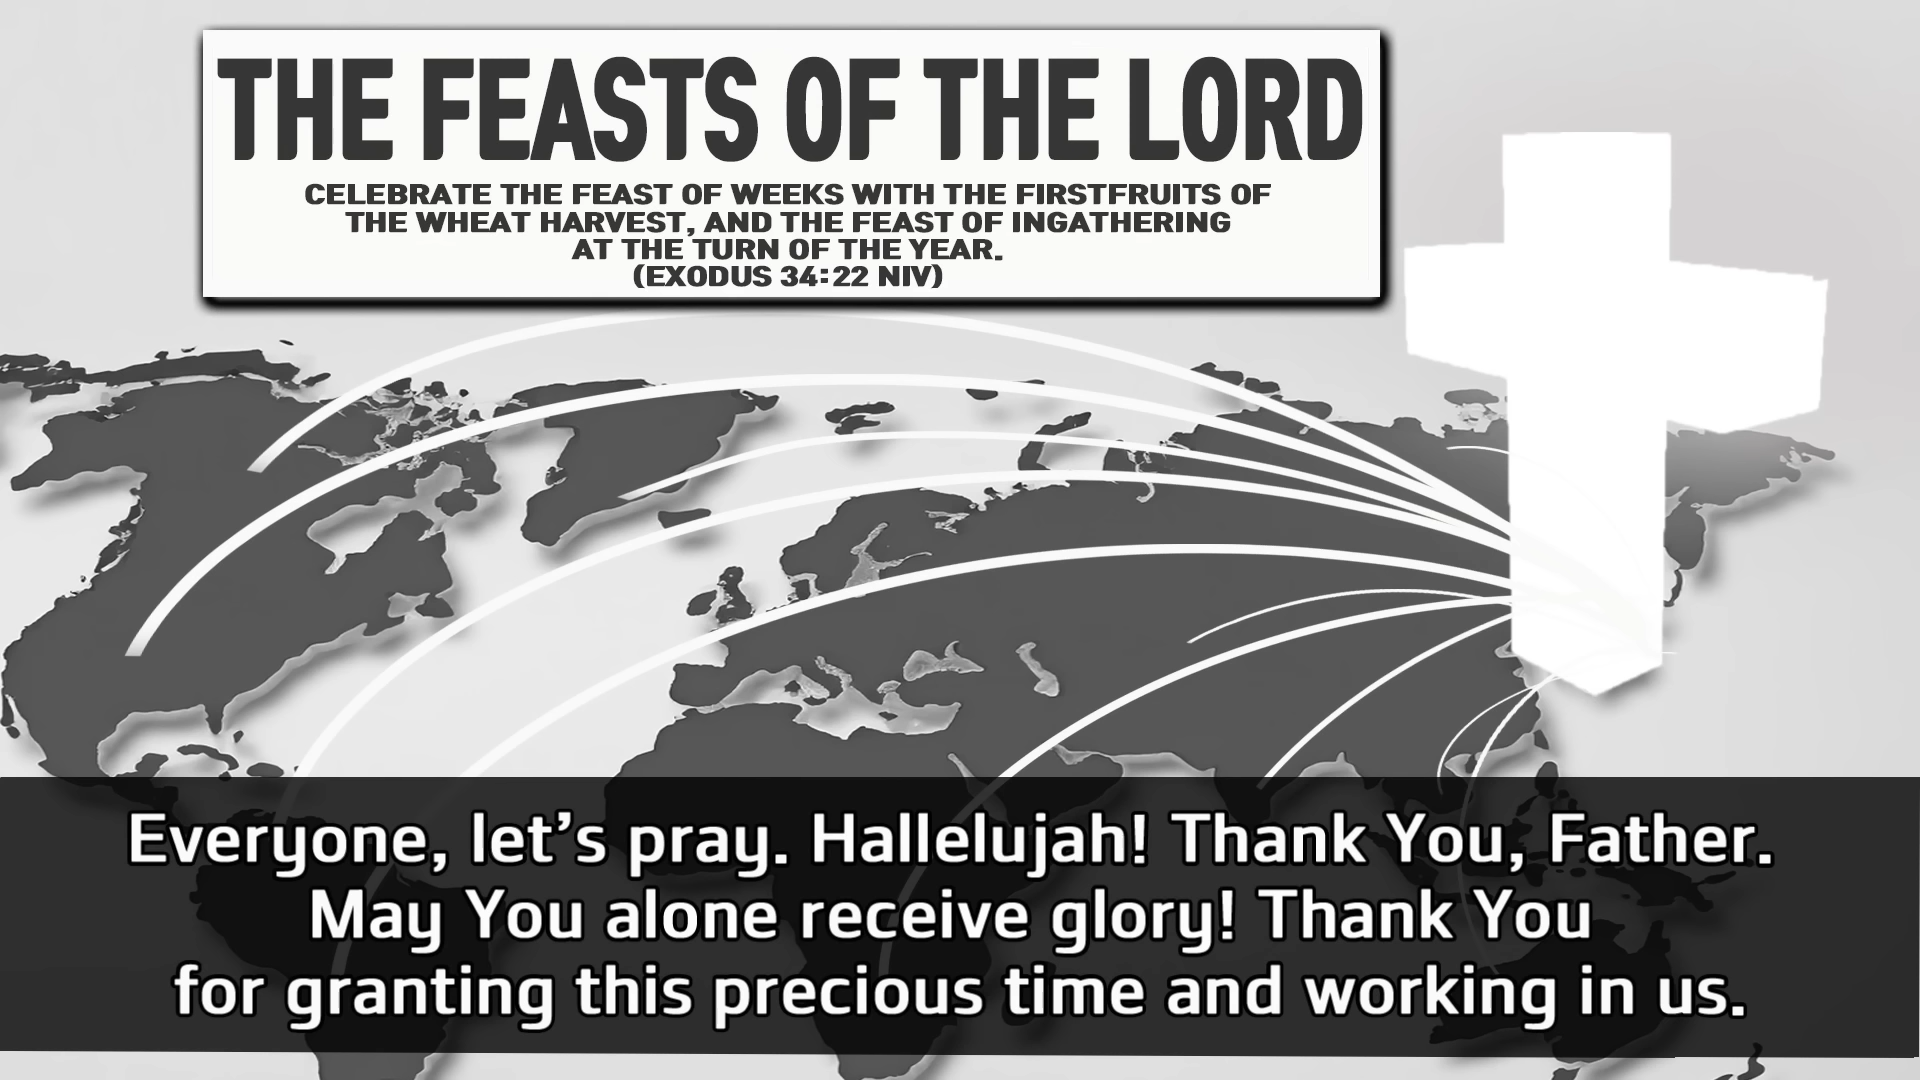 THE FEASTS OF THE LORD
CELEBRATE THE FEAST OF WEEKS WITH THE FIRSTFRUITS OF
THE WHEAT HARVEST, AND THE FEAST OF INGATHERING
AT THE TURN OF THE YEAR.
(EXODUS 34:22 NIV)
Everyone, let’s pray. Hallelujah! Thank You, Father.
May You alone receive glory! Thank You
for granting this precious time and working in us.